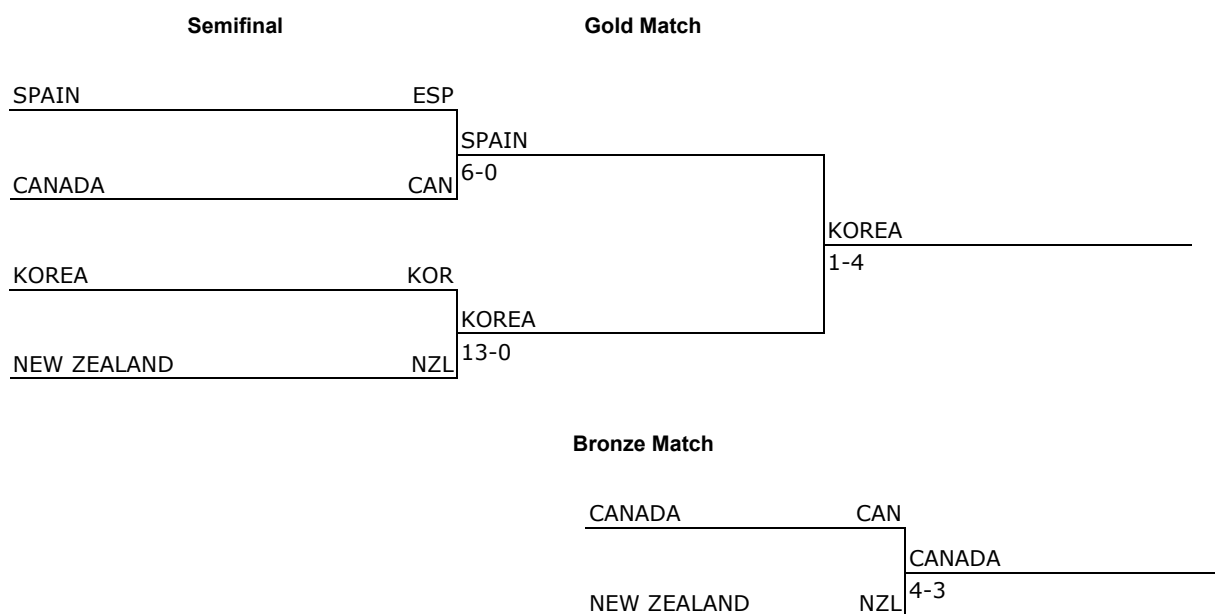 Semifinal Gold Match
SPAIN ESP
SPAIN
6-0
CANADA CAN
KOREA
1-4
KOREA KOR
KOREA
13-0
NEW ZEALAND NZL
Bronze Match
CANADA CAN
CANADA
4-3
NEW ZEALAND NZL